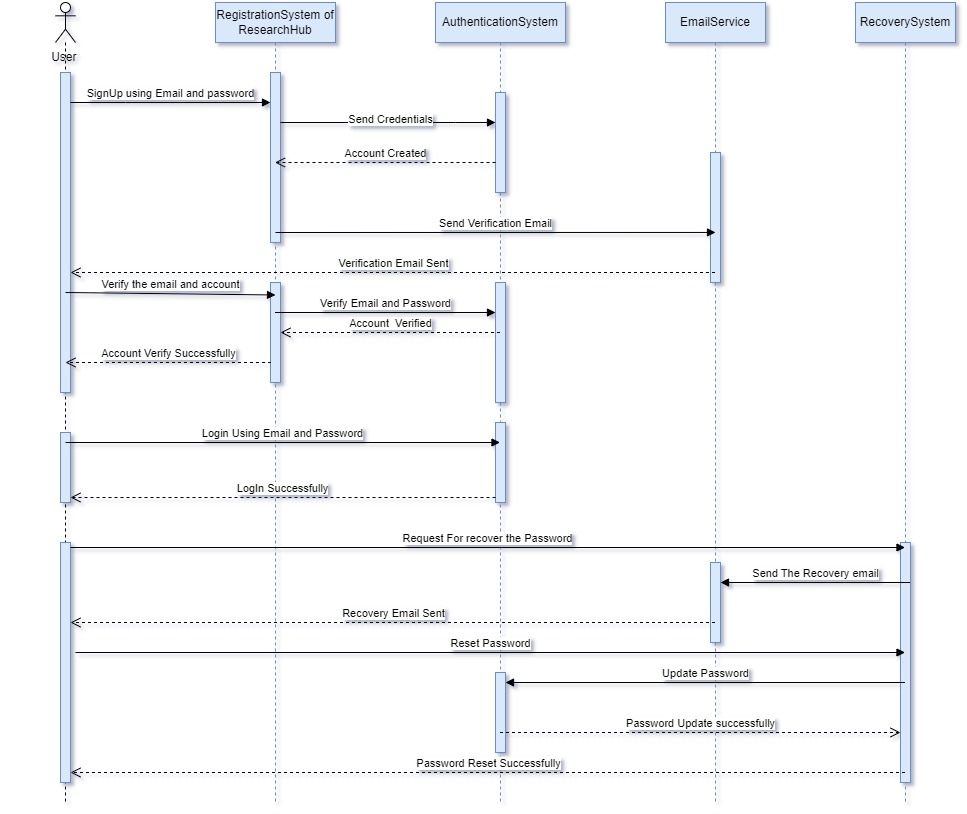 RegistrationSystem of
ResearchHub
AuthenticationSystem
EmailService
RecoverySystem
User
SignUp using Email and password
Send Credentials
Account Created
Send Verification Email
Verification Email Sent
Verify the email and account
Verify Email and Password
Account Verified
Account Verify Successfully
Login Using Email and Password
LogIn Successfully
Request For recover the Password
Send The Recovery email
Recovery Email Sent
Reset Password
Update Password
Password Update successfully
Password Reset Successfully